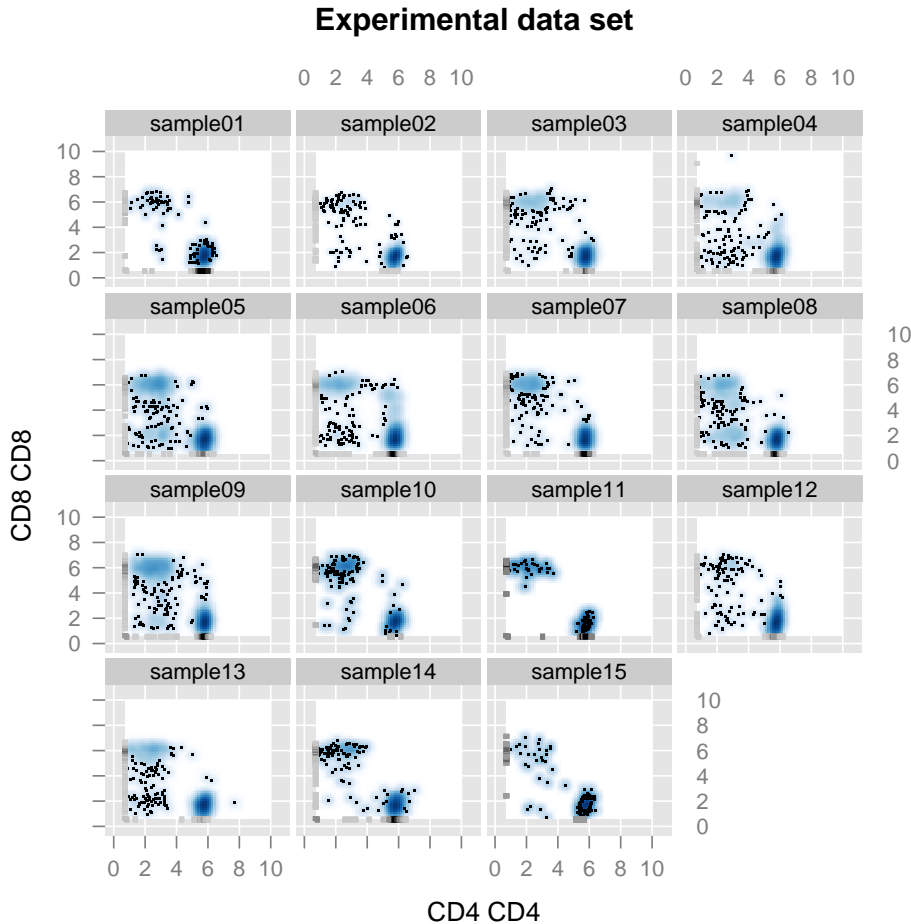 Experimental data set
0 2 4 6 8 10 0 2 4 6 8 10
sample01 sample02 sample03 sample04
10
8
6
4
2
0
sample05 sample06 sample07 sample08
10
8
6
4
2
0
CD8 CD8
sample09 sample10 sample11 sample12
10
8
6
4
2
0
sample13 sample14 sample15
10
8
6
4
2
0
0 2 4 6 8 10 0 2 4 6 8 10
CD4 CD4